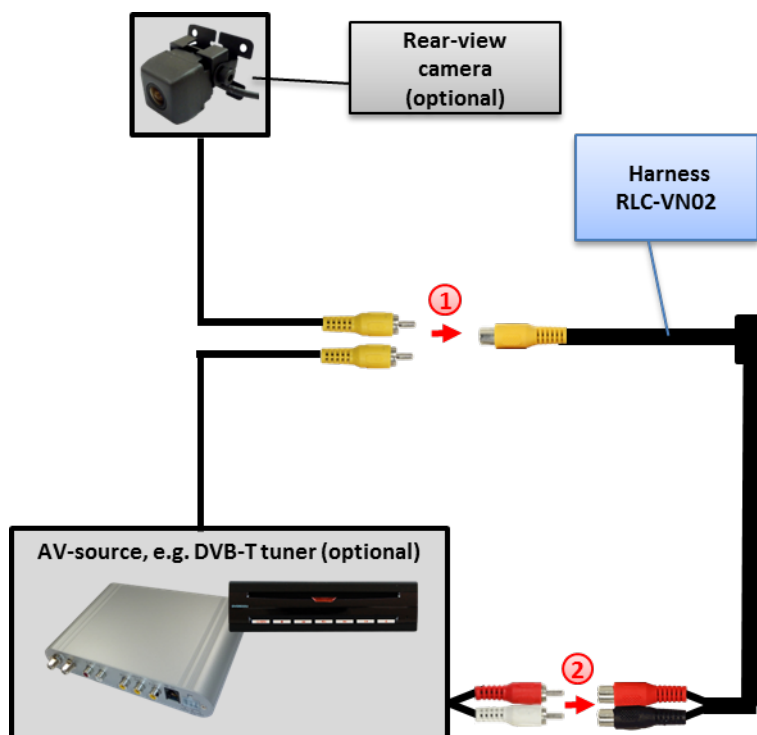 Rear-view
camera
(optional)
Harness
RLC-VN02
1
AV-source, e.g. DVB-T tuner (optional)
2